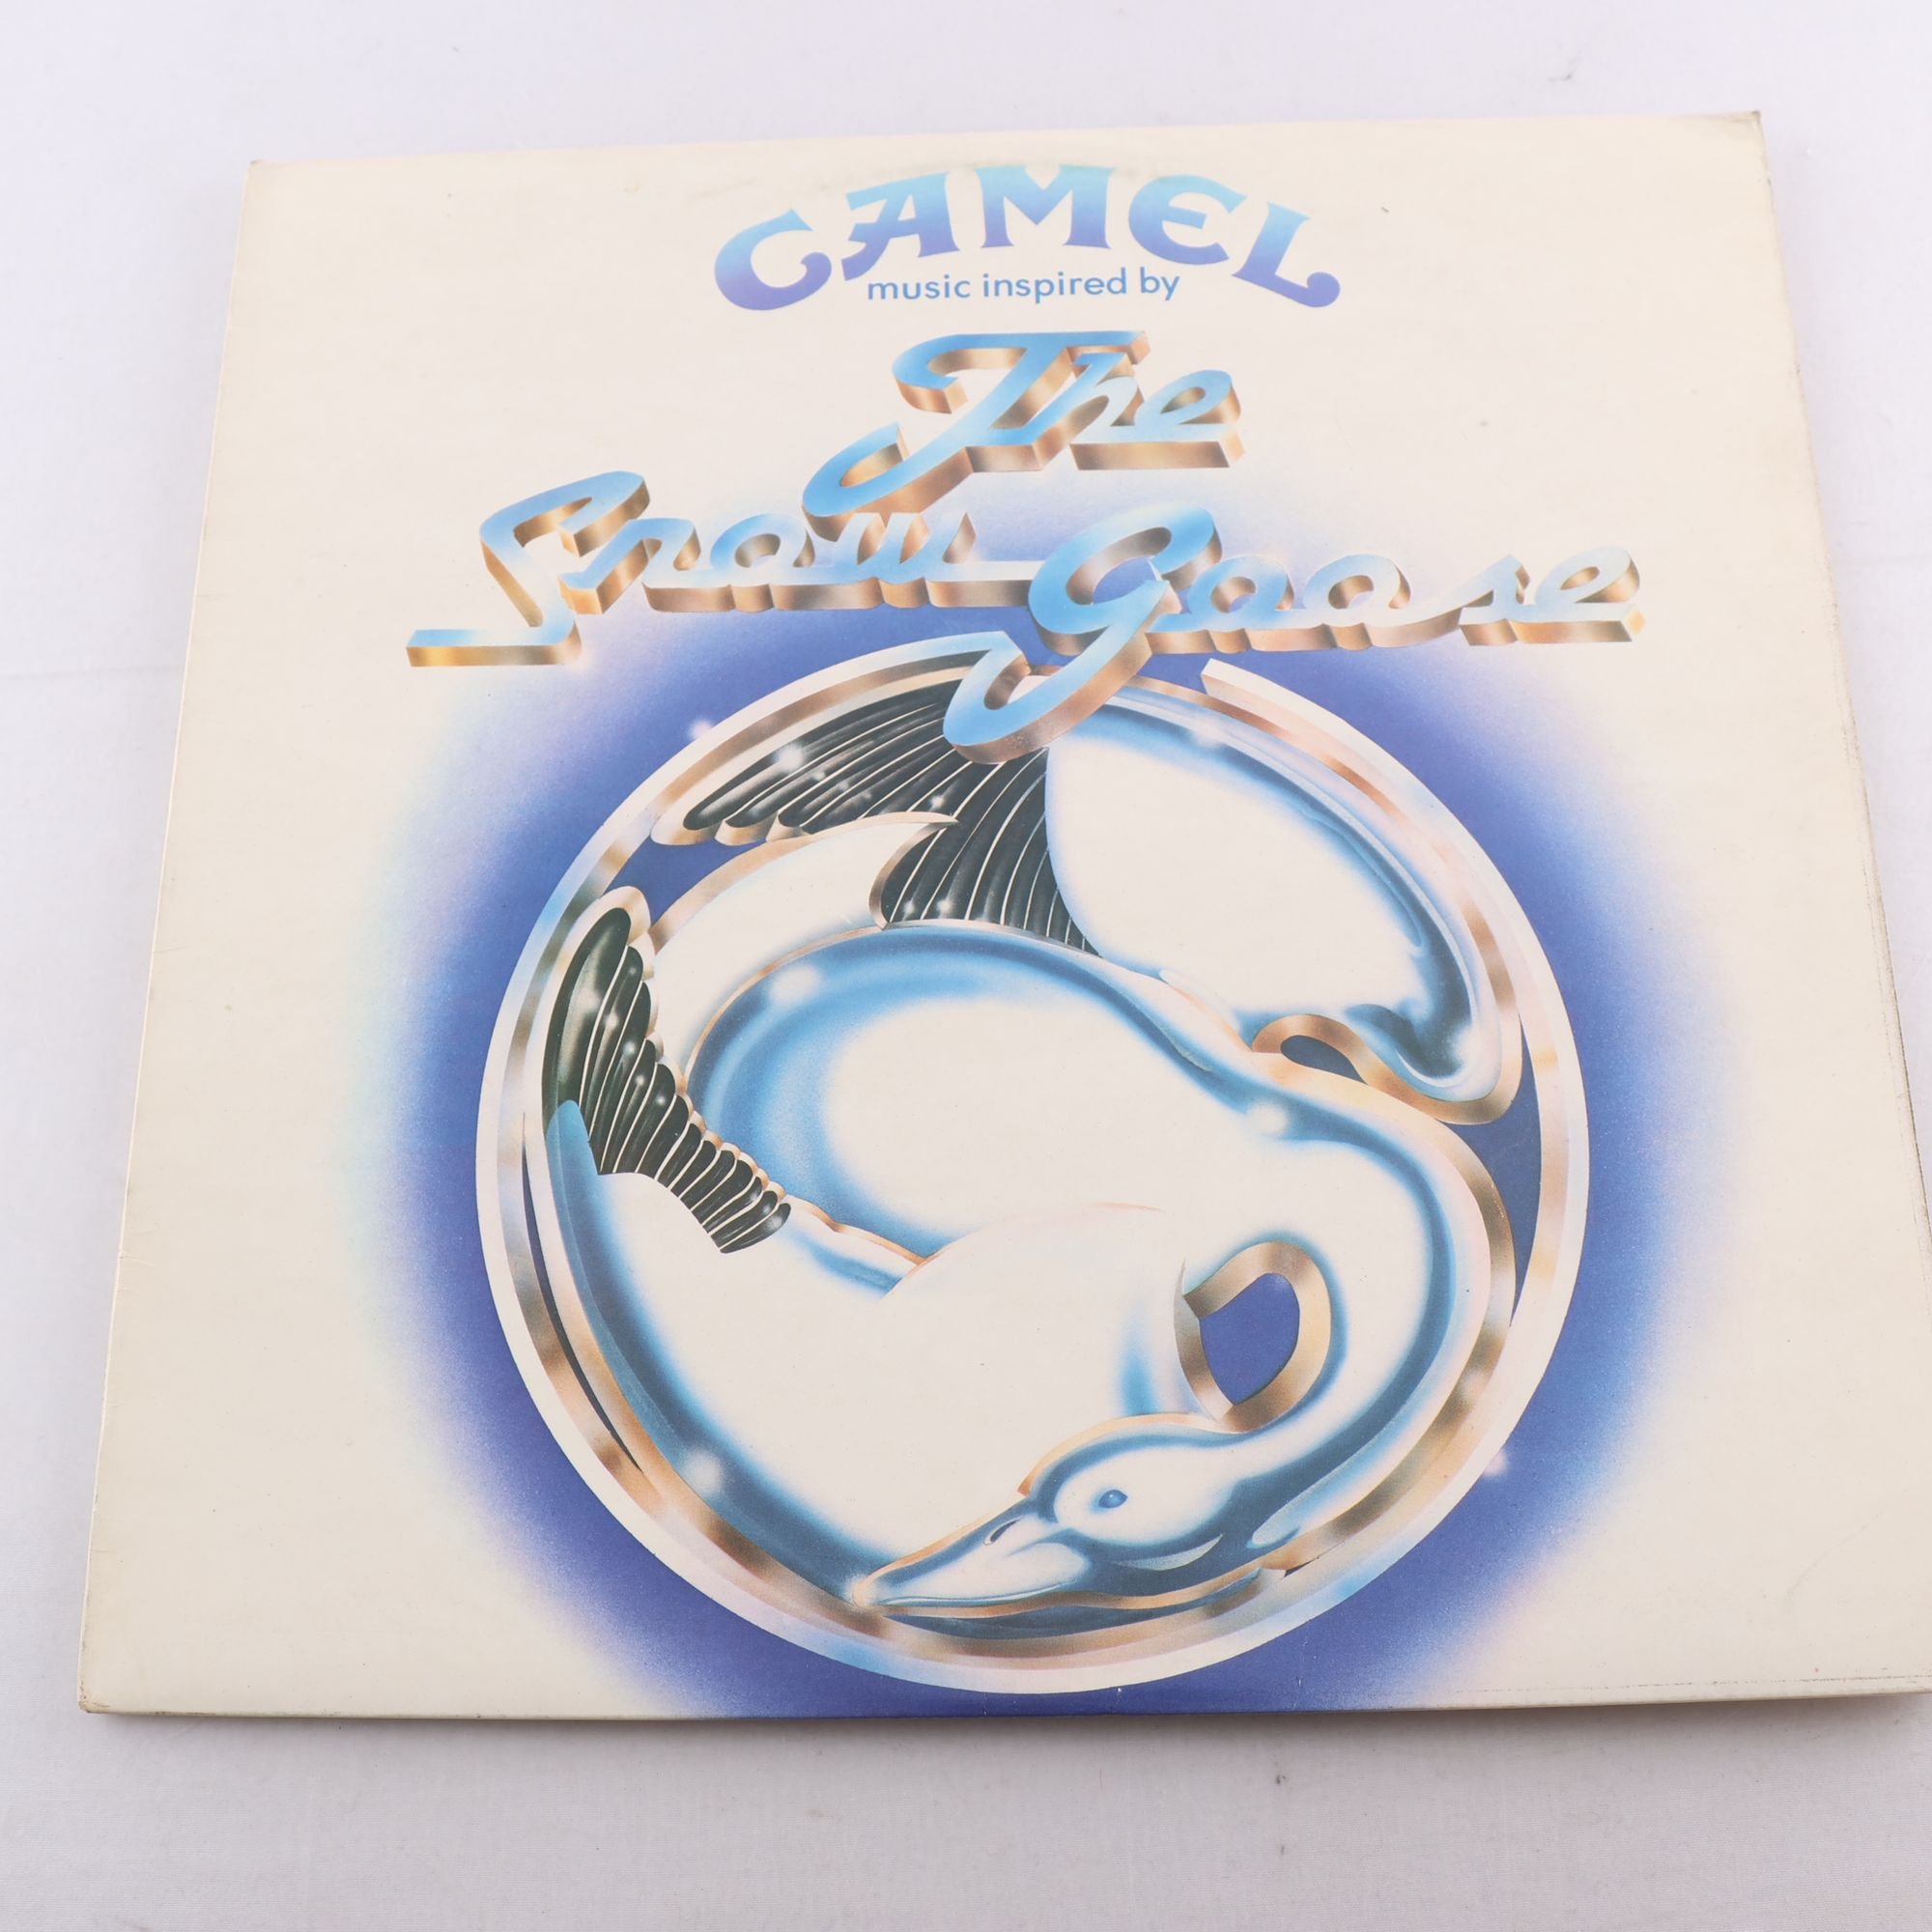 CAMEL
music inspired by
The
Snow Goose